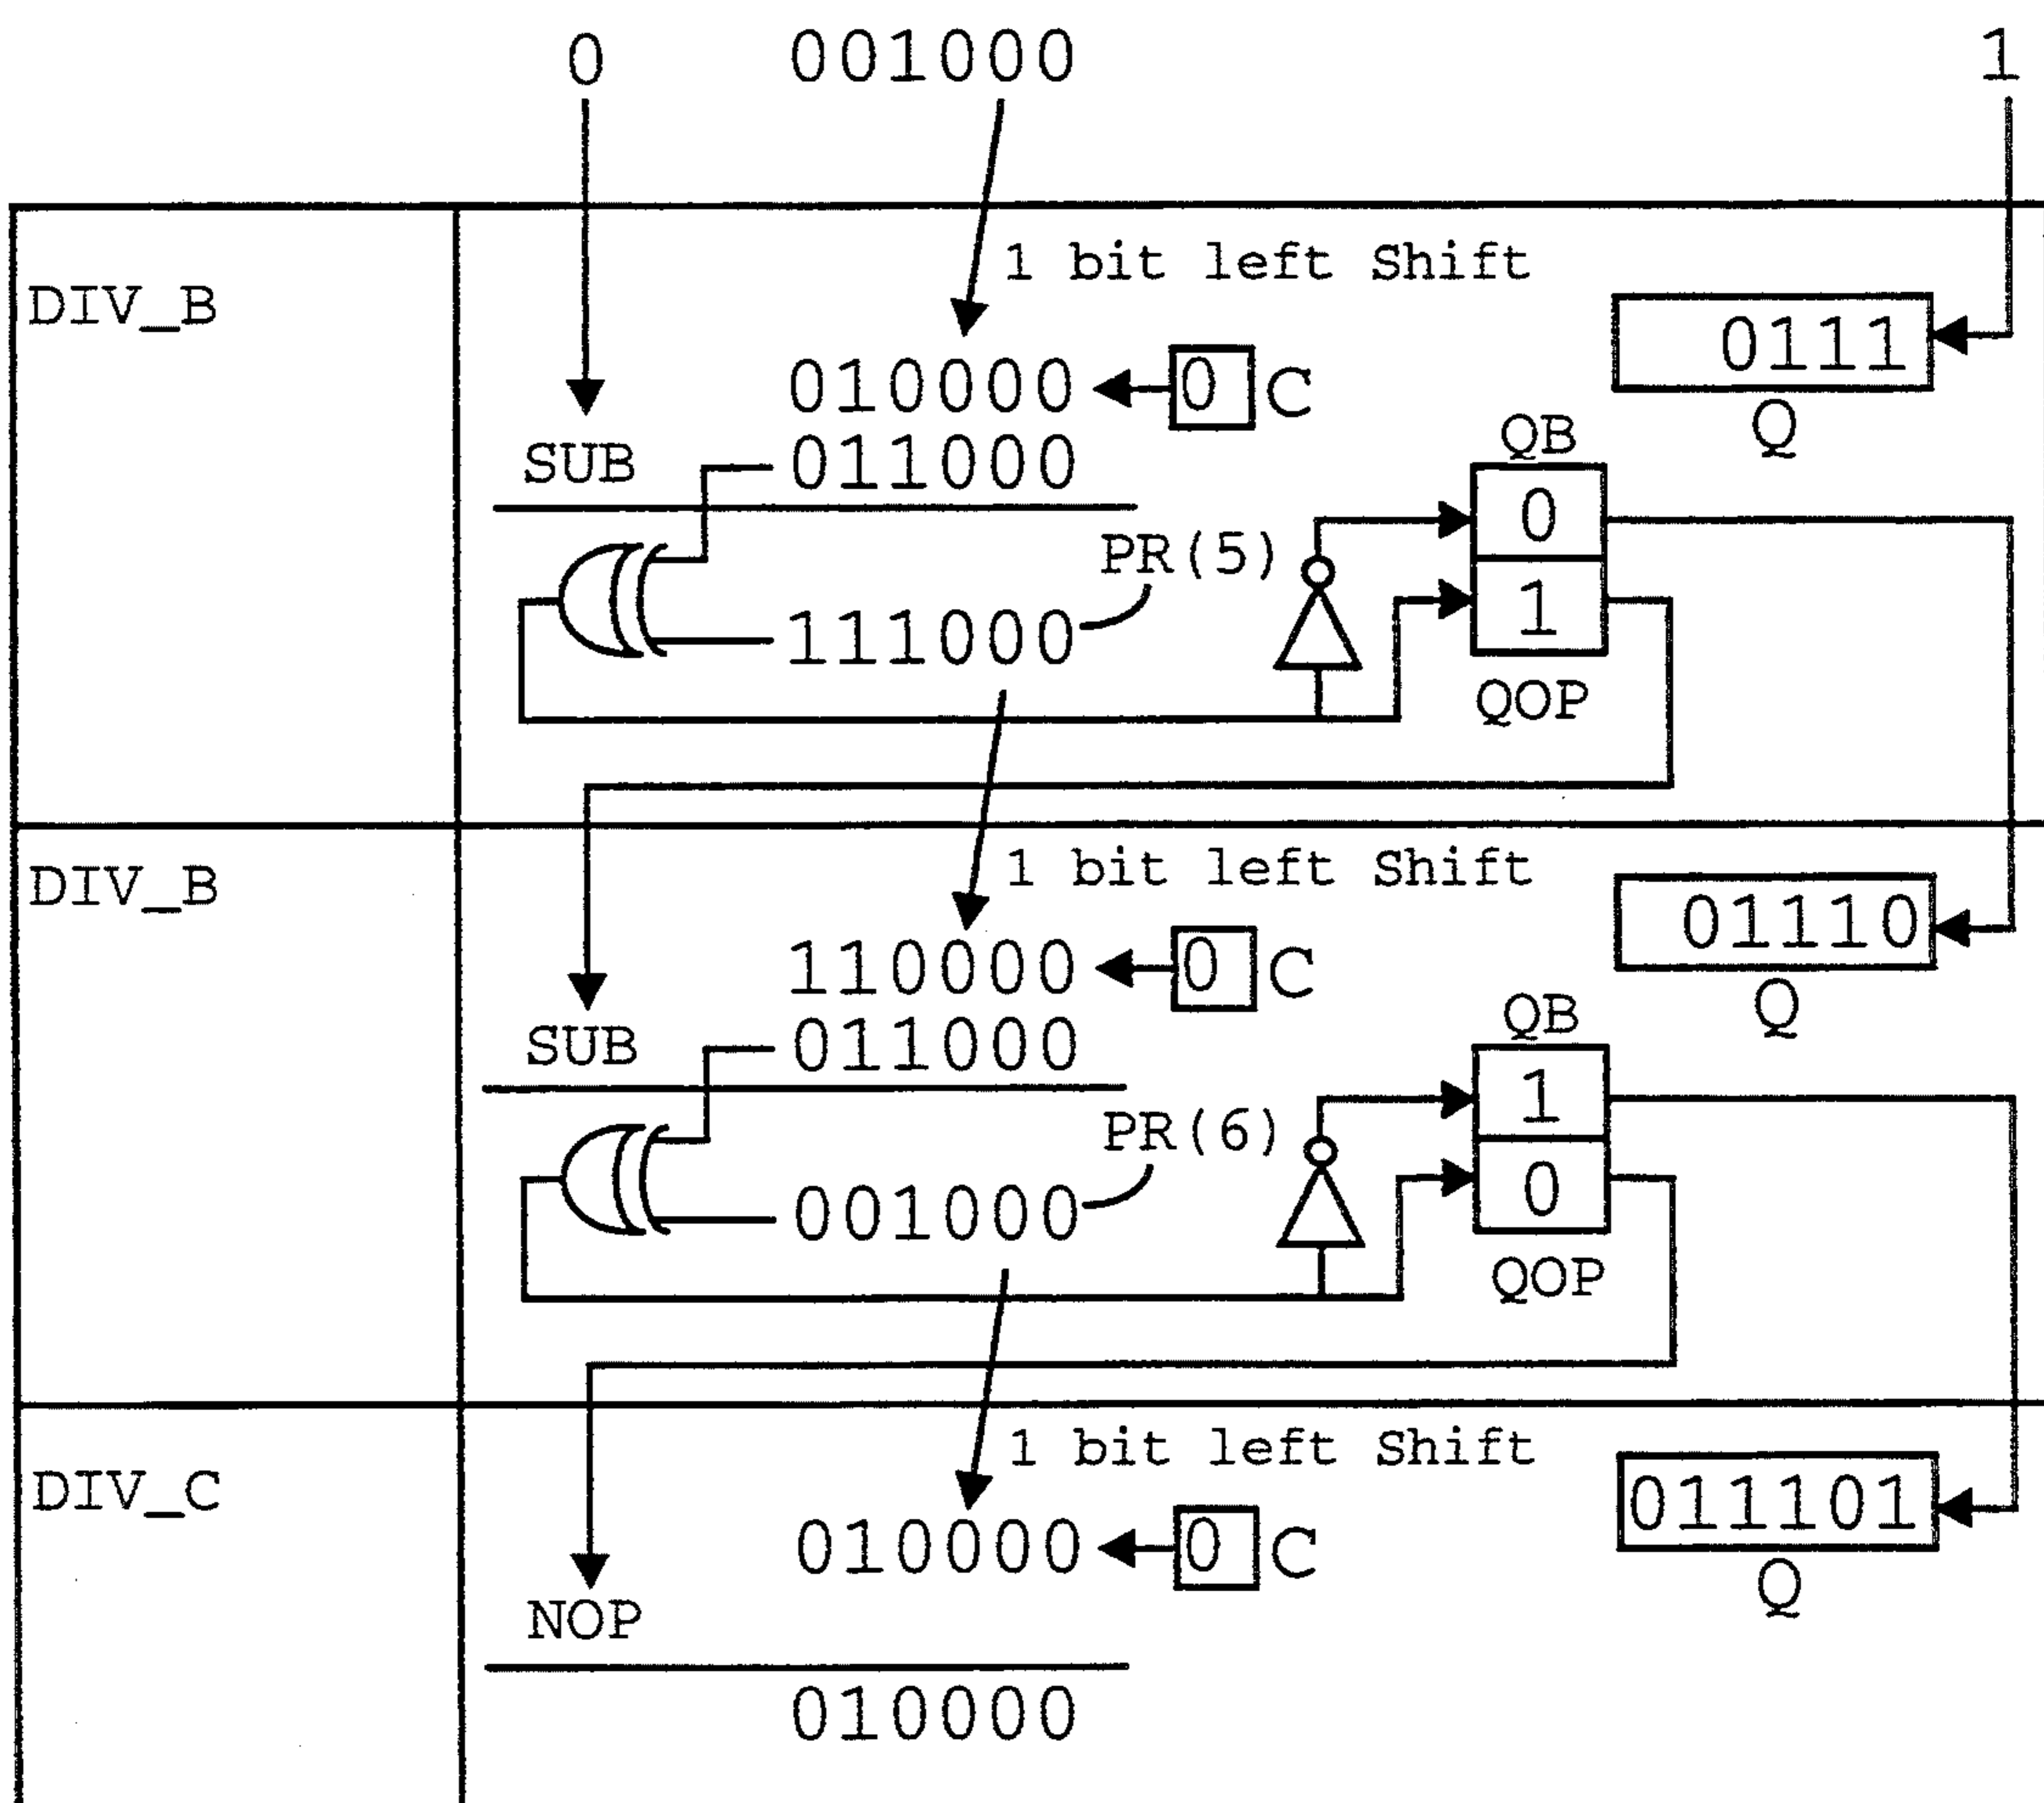 0 001000 1
1 bit left Shift
DIV_B
0111
010000 0 C
Q
QB
SUB 011000
0
PR(5)
1
111000
QOP
1 bit left Shift
DIV_B
01110
110000 0 C
Q
QB
SUB 011000
1
PR(6)
0
001000
QOP
1 bit left Shift
DIV_C
011101
010000 0 C
Q
NOP
010000